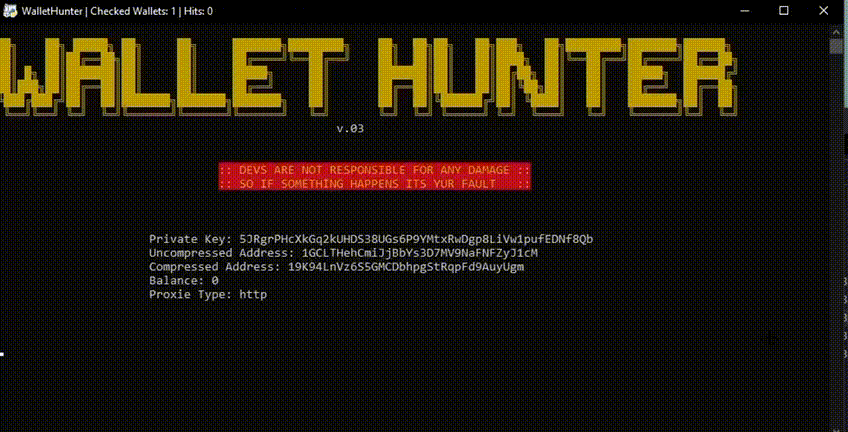 WalletHunter | Checked Wallets: 1 | Hits: 0
WALLET HUNTER
v.03
:: DEVS ARE NOT RESPONSIBLE FOR ANY DAMAGE ::
:: SO IF SOMETHING HAPPENS ITS YUR FAULT ::
Private Key: 5JRgrPHcXkGq2kUHDS38UGs6P9YMtxRwDgp8LiVw1pufEDNf8Qb
Uncompressed Address: 1GCLTHehCmiJjBbYs3D7MV9NaFNFZyJ1cM
Compressed Address: 19K94LnVz6S5GMCDbhpgStRqpFd9AuyUgm
Balance: 0
Proxie Type: http